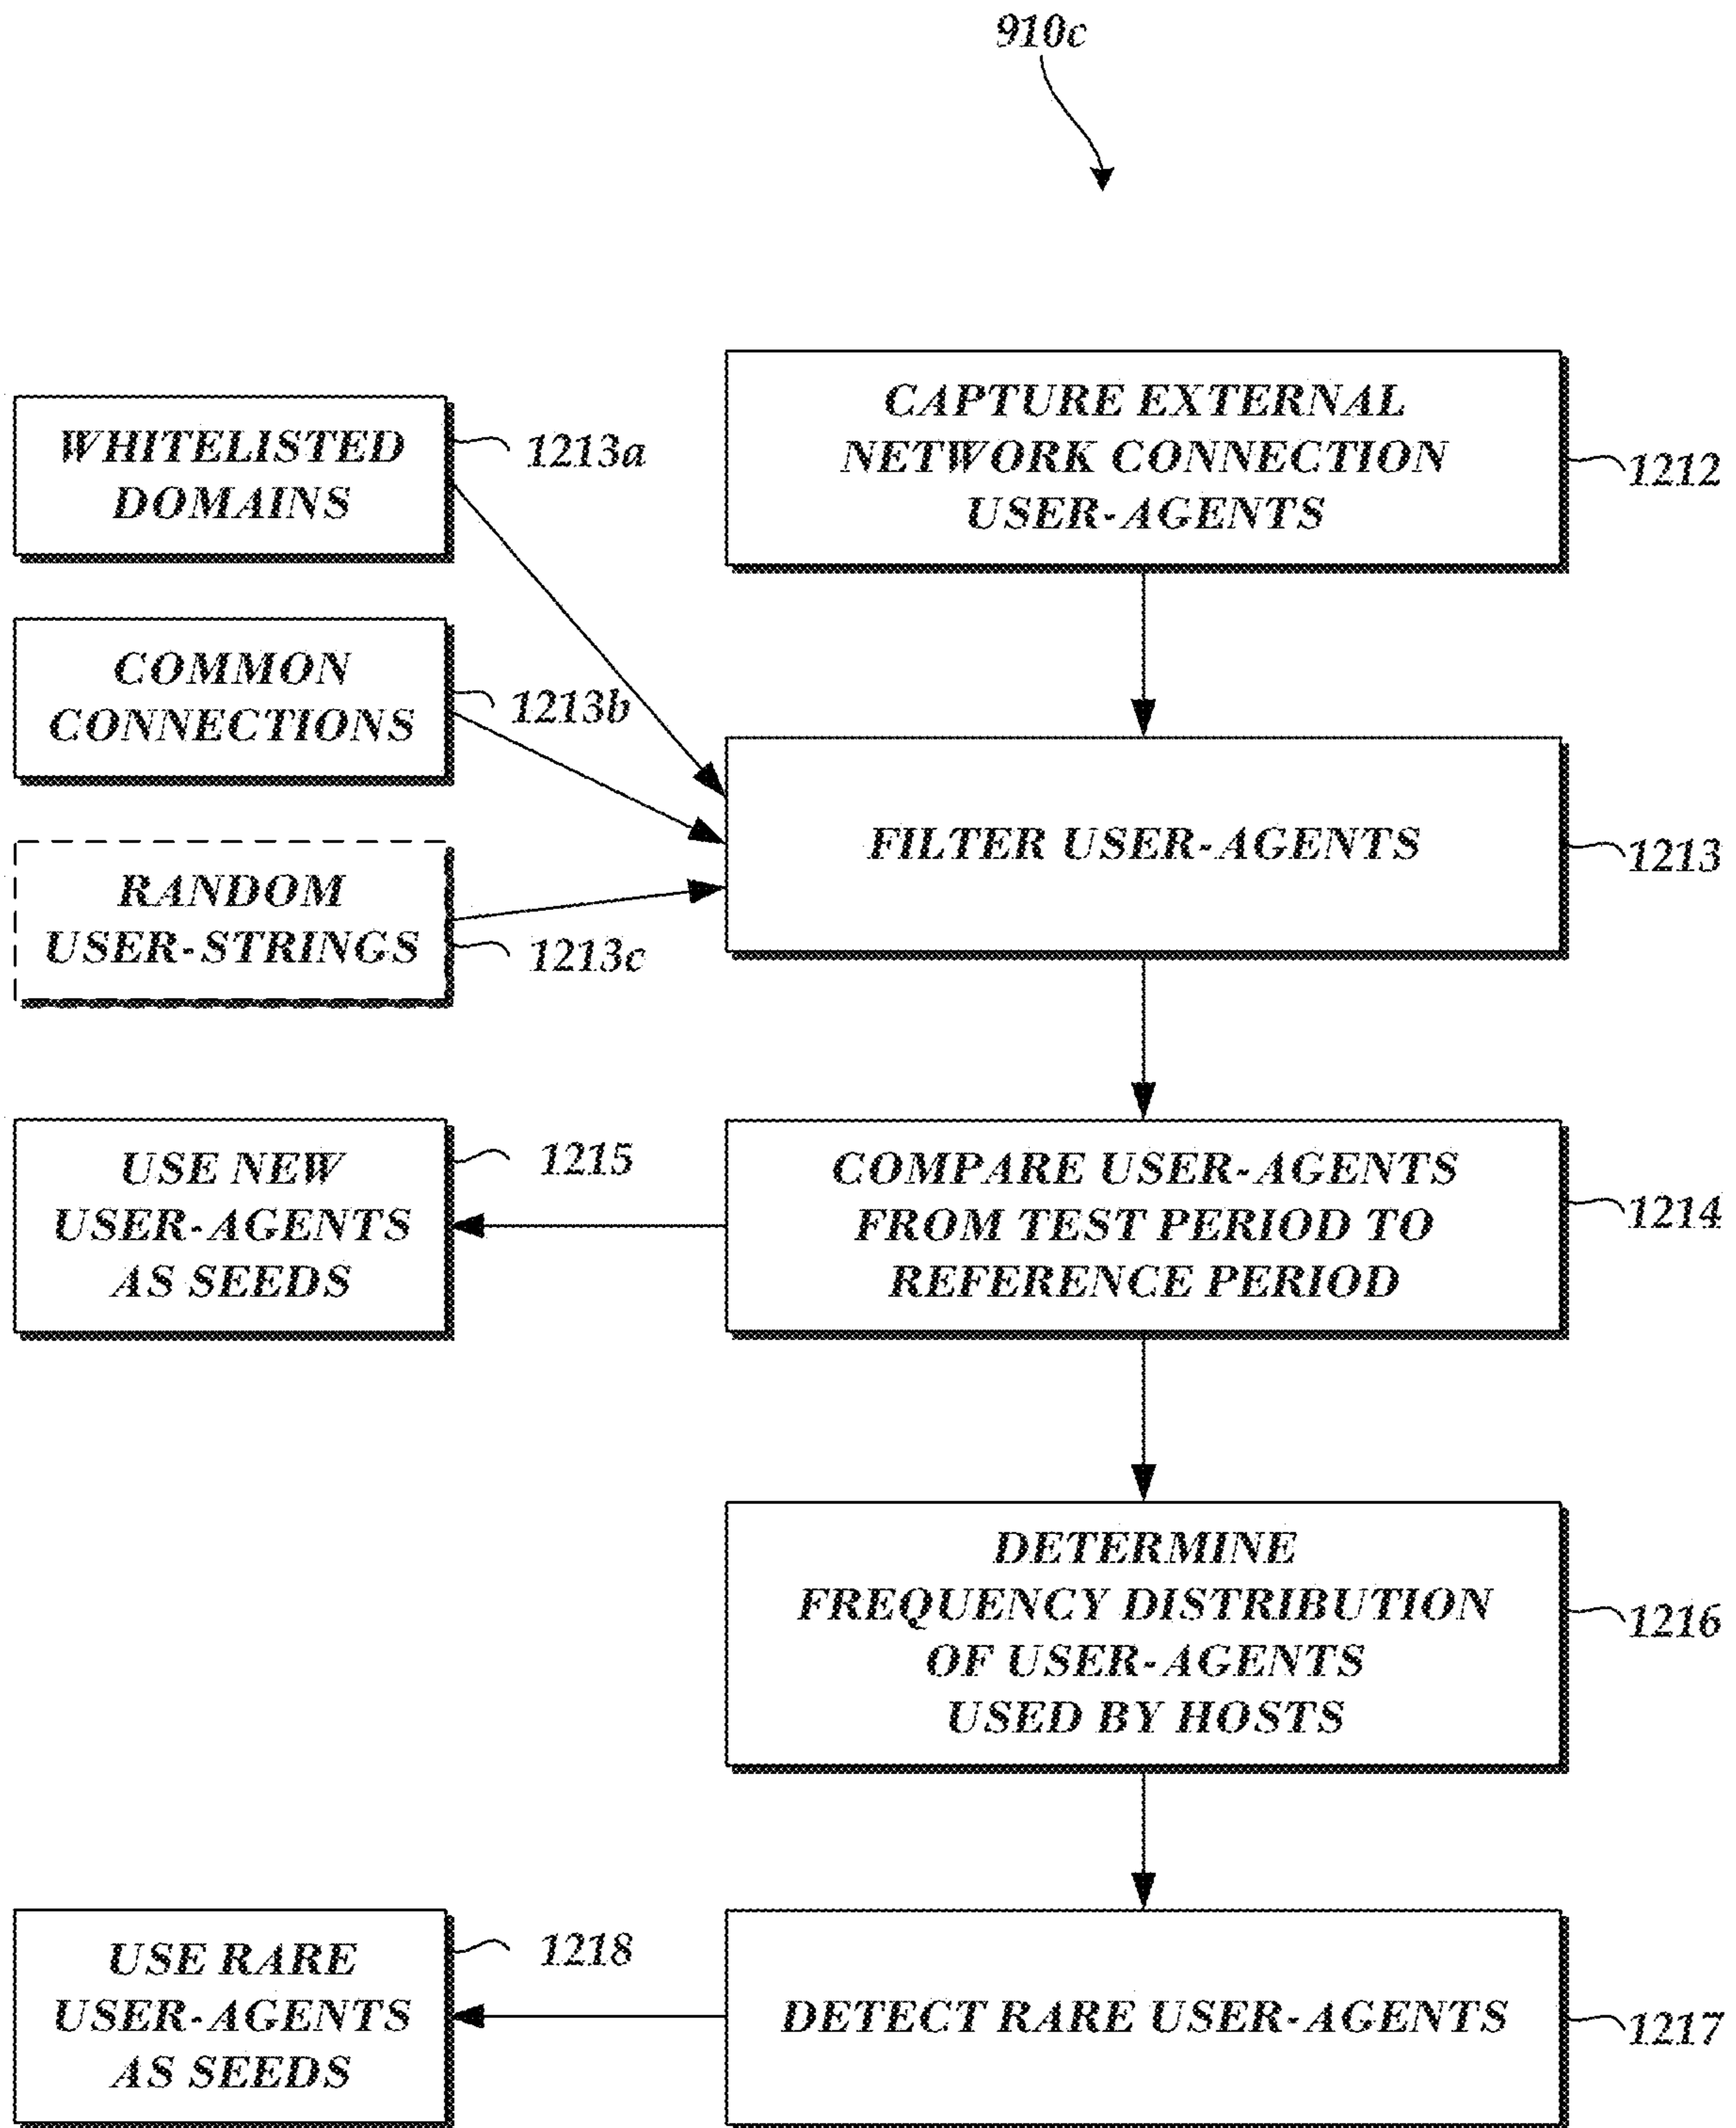 910c
CAPTURE EXTERNAL
NETWORK CONNECTION
USER-AGENTS
1212
WHITELISTED
DOMAINS
1213a
COMMON
CONNECTIONS
1213b
RANDOM
USER-STRINGS
1213c
FILTER USER-AGENTS
1213
COMPARE USER-AGENTS
FROM TEST PERIOD TO
REFERENCE PERIOD
1214
USE NEW
USER-AGENTS
AS SEEDS
1215
DETERMINE
FREQUENCY DISTRIBUTION
OF USER-AGENTS
USED BY HOSTS
1216
DETECT RARE USER-AGENTS
1217
USE RARE
USER-AGENTS
AS SEEDS
1218